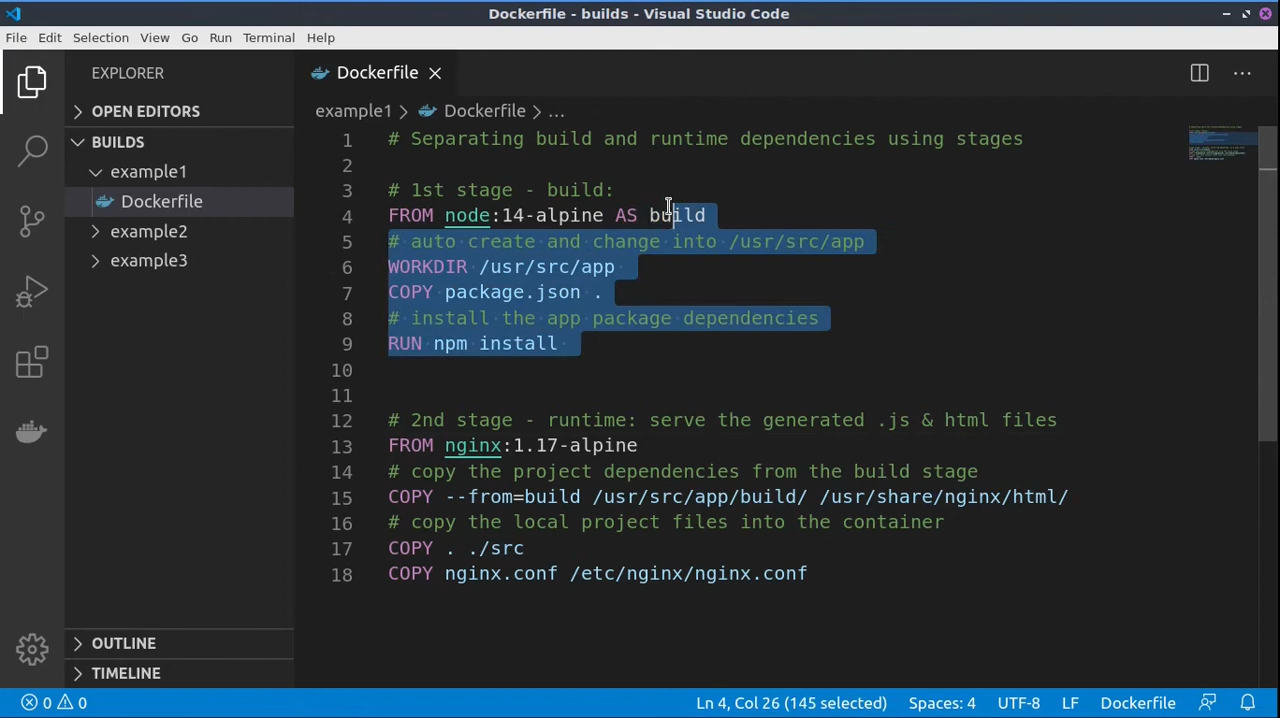 Dockerfile - builds - Visual Studio Code
File Edit Selection View Go Run Terminal Help
EXPLORER
OPEN EDITORS
BUILDS
example1
Dockerfile
example2
example3
OUTLINE
TIMELINE
Dockerfile
example1 > Dockerfile > ...
1 # Separating build and runtime dependencies using stages
2
3 # 1st stage - build:
4 FROM node:14-alpine AS build
5 # auto create and change into /usr/src/app
6 WORKDIR /usr/src/app
7 COPY package.json .
8 # install the app package dependencies
9 RUN npm install
10
11
12 # 2nd stage - runtime: serve the generated .js & html files
13 FROM nginx:1.17-alpine
14 # copy the project dependencies from the build stage
15 COPY --from=build /usr/src/app/build/ /usr/share/nginx/html/
16 # copy the local project files into the container
17 COPY . ./src
18 COPY nginx.conf /etc/nginx/nginx.conf
0 0 Ln 4, Col 26 (145 selected) Spaces: 4 UTF-8 LF Dockerfile